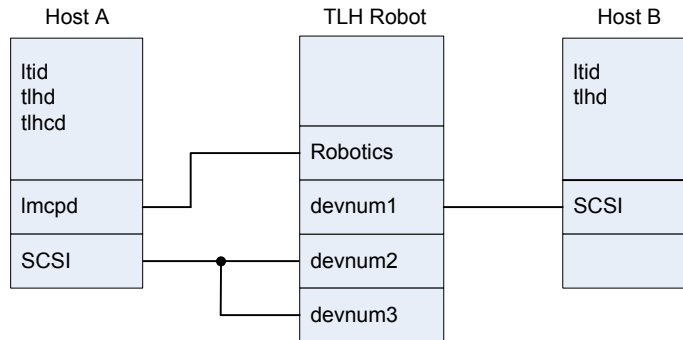 Host A
TLH Robot
Host B
ltid
tlhd
tlhcd
lmcpd
SCSI
Robotics
devnum1
devnum2
devnum3
ltid
tlhd
SCSI